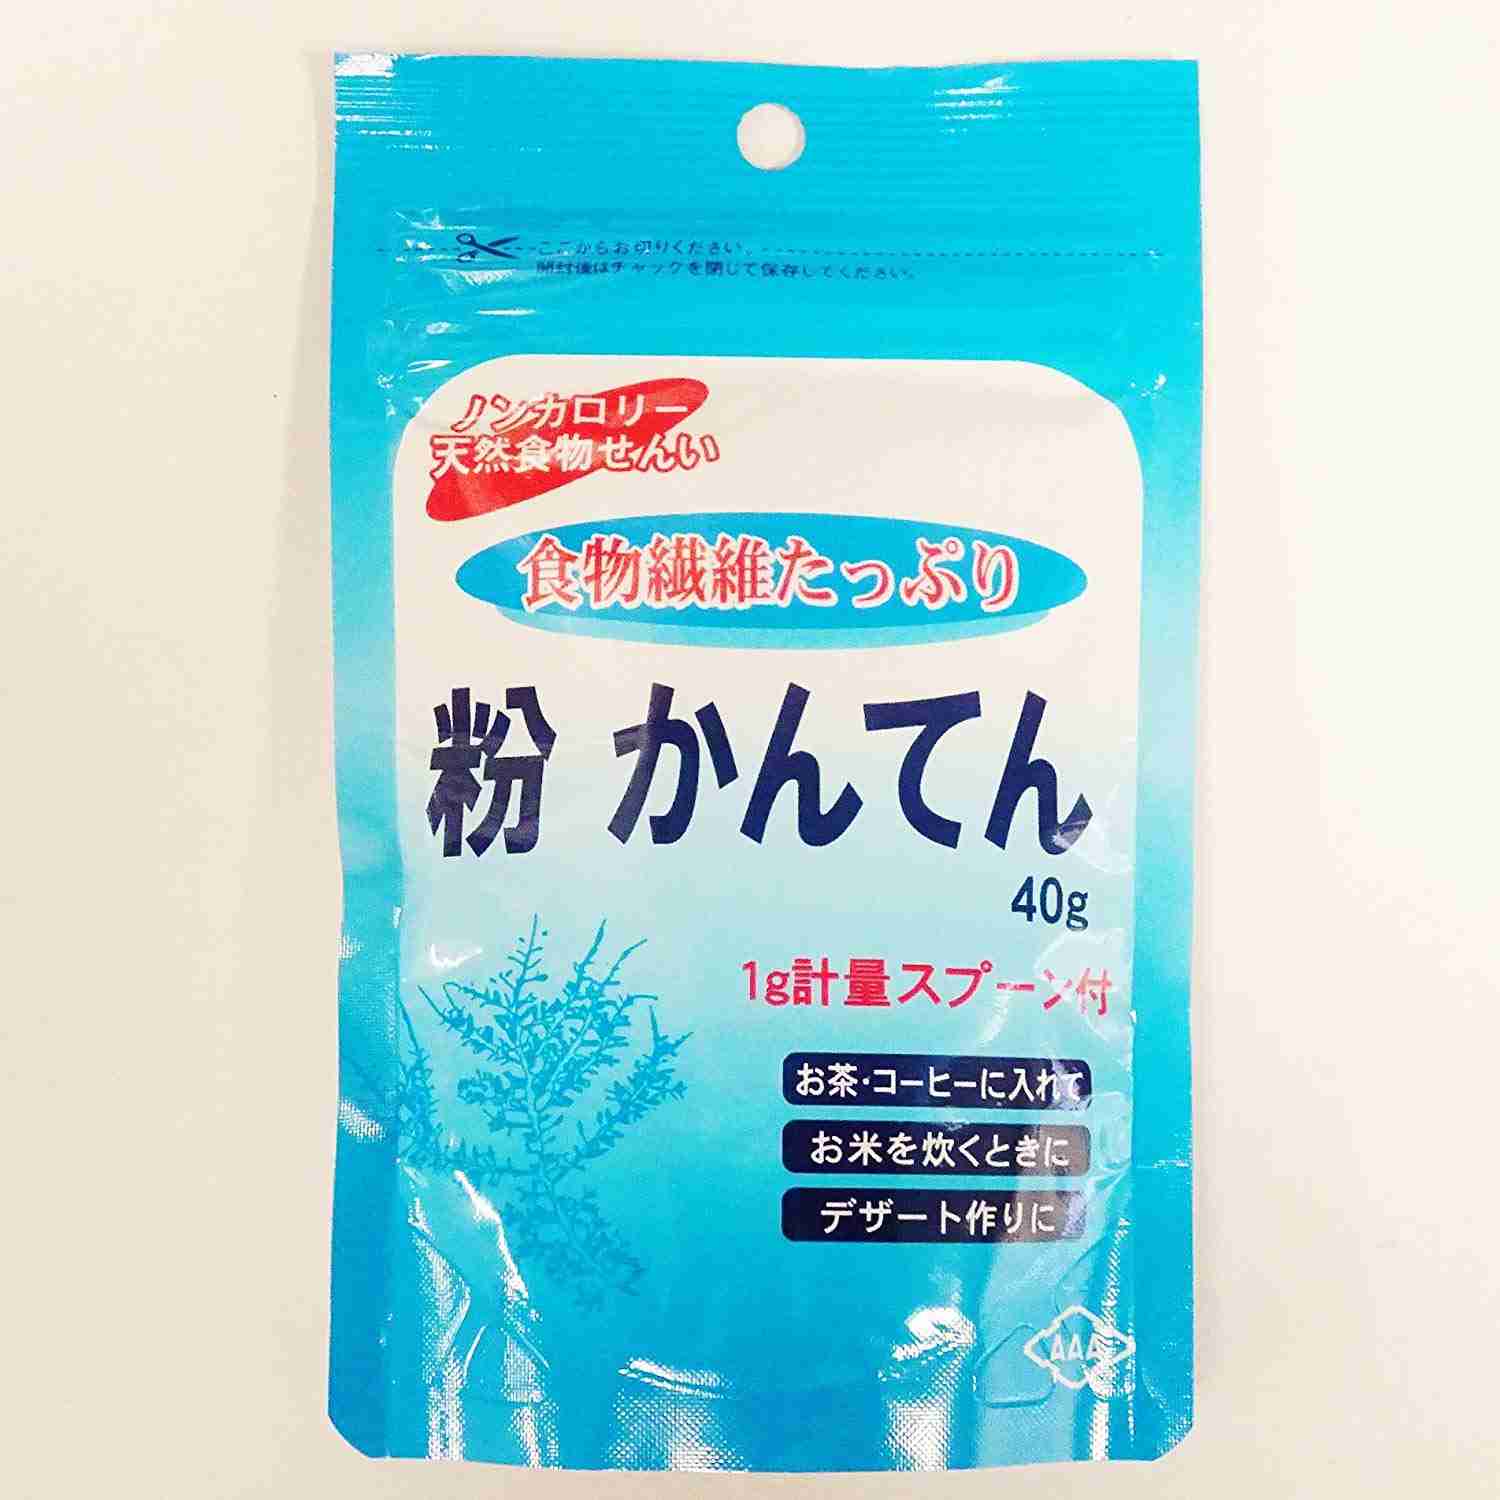 ここからお切りください。
開封後はチャックを閉じて保存してください。
ノンカロリー
天然食物せんい
食物繊維たっぷり
粉 かんてん
40g
1g計量スプーン付
お茶・コーヒーに入れて
お米を炊くときに
デザート作りに
AAA